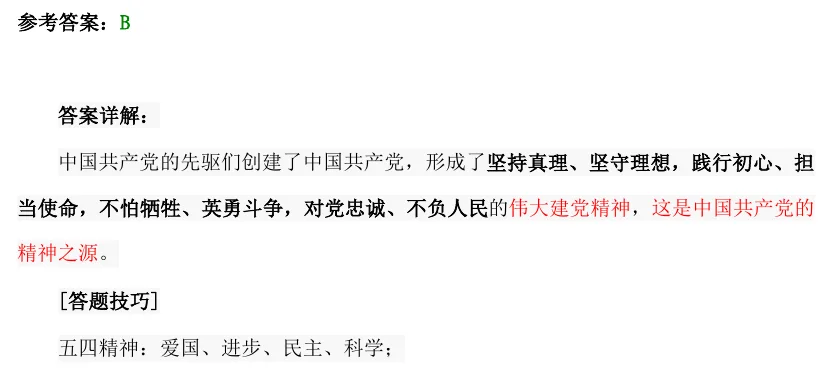 参考答案：B
答案详解：
中国共产党的先驱们创建了中国共产党，形成了坚持真理、坚守理想，践行初心、担
当使命，不怕牺牲、英勇斗争，对党忠诚、不负人民的伟大建党精神，这是中国共产党的
精神之源。
[答题技巧]
五四精神：爱国、进步、民主、科学；